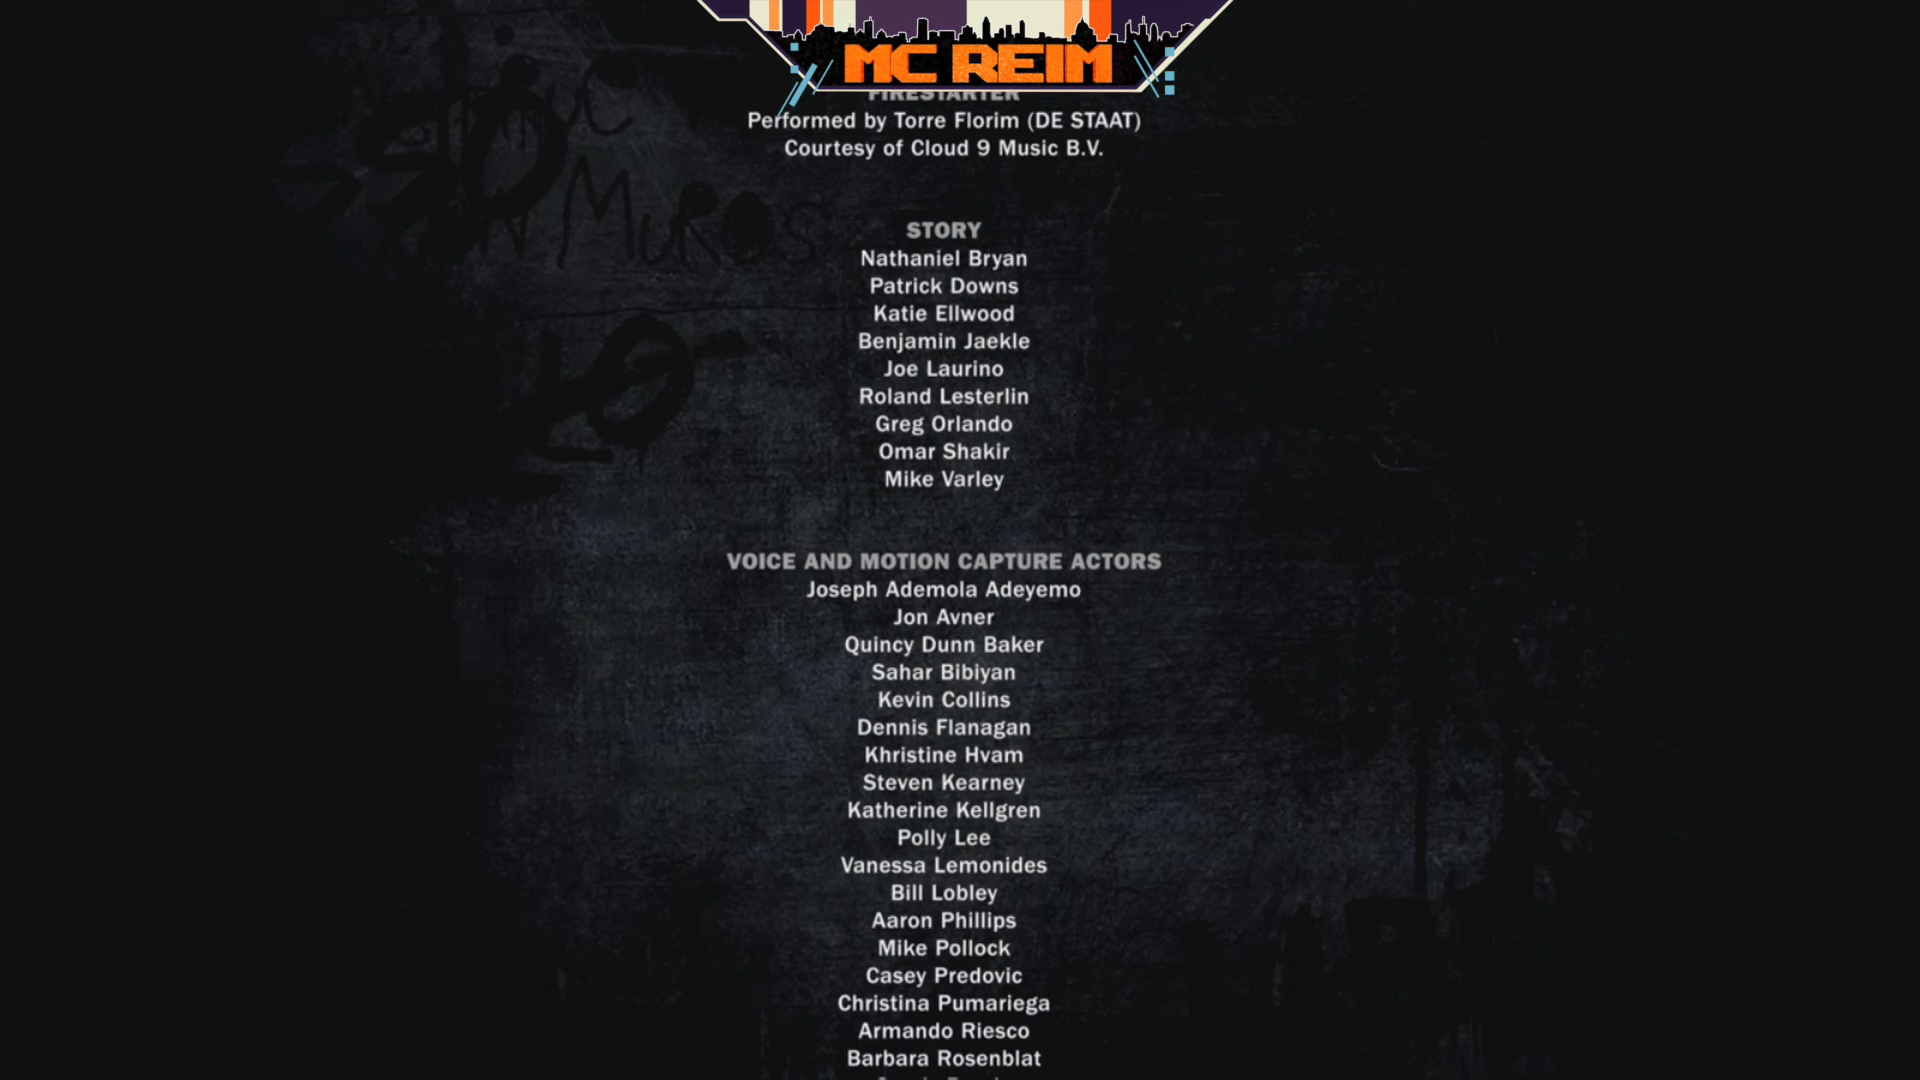 MC REIM
FIRESTARTER
Performed by Torre Florim (DE STAAT)
Courtesy of Cloud 9 Music B.V.
STORY
Nathaniel Bryan
Patrick Downs
Katie Ellwood
Benjamin Jaekle
Joe Laurino
Roland Lesterlin
Greg Orlando
Omar Shakir
Mike Varley
VOICE AND MOTION CAPTURE ACTORS
Joseph Ademola Adeyemo
Jon Avner
Quincy Dunn Baker
Sahar Bibiyan
Kevin Collins
Dennis Flanagan
Khristine Hvam
Steven Kearney
Katherine Kellgren
Polly Lee
Vanessa Lemonides
Bill Lobley
Aaron Phillips
Mike Pollock
Casey Predovic
Christina Pumariega
Armando Riesco
Barbara Rosenblat